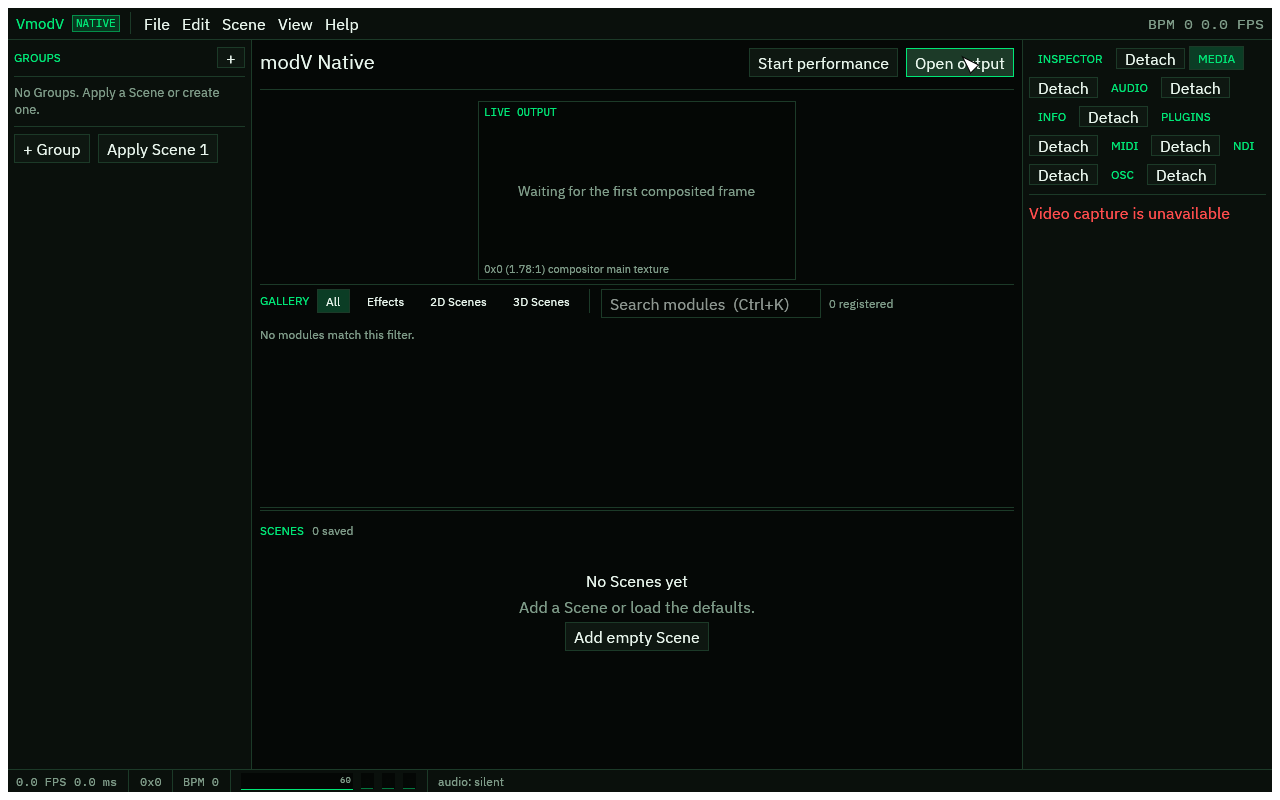 VmodV NATIVE File Edit Scene View Help BPM 0 0.0 FPS
GROUPS +
No Groups. Apply a Scene or create
one.
+ Group Apply Scene 1
modV Native Start performance Open output
LIVE OUTPUT
Waiting for the first composited frame
0x0 (1.78:1) compositor main texture
GALLERY All Effects 2D Scenes 3D Scenes Search modules (Ctrl+K) 0 registered
No modules match this filter.
SCENES 0 saved
No Scenes yet
Add a Scene or load the defaults.
Add empty Scene
INSPECTOR Detach MEDIA
Detach AUDIO Detach
INFO Detach PLUGINS
Detach MIDI Detach NDI
Detach OSC Detach
Video capture is unavailable
0.0 FPS 0.0 ms 0x0 BPM 0 60 audio: silent